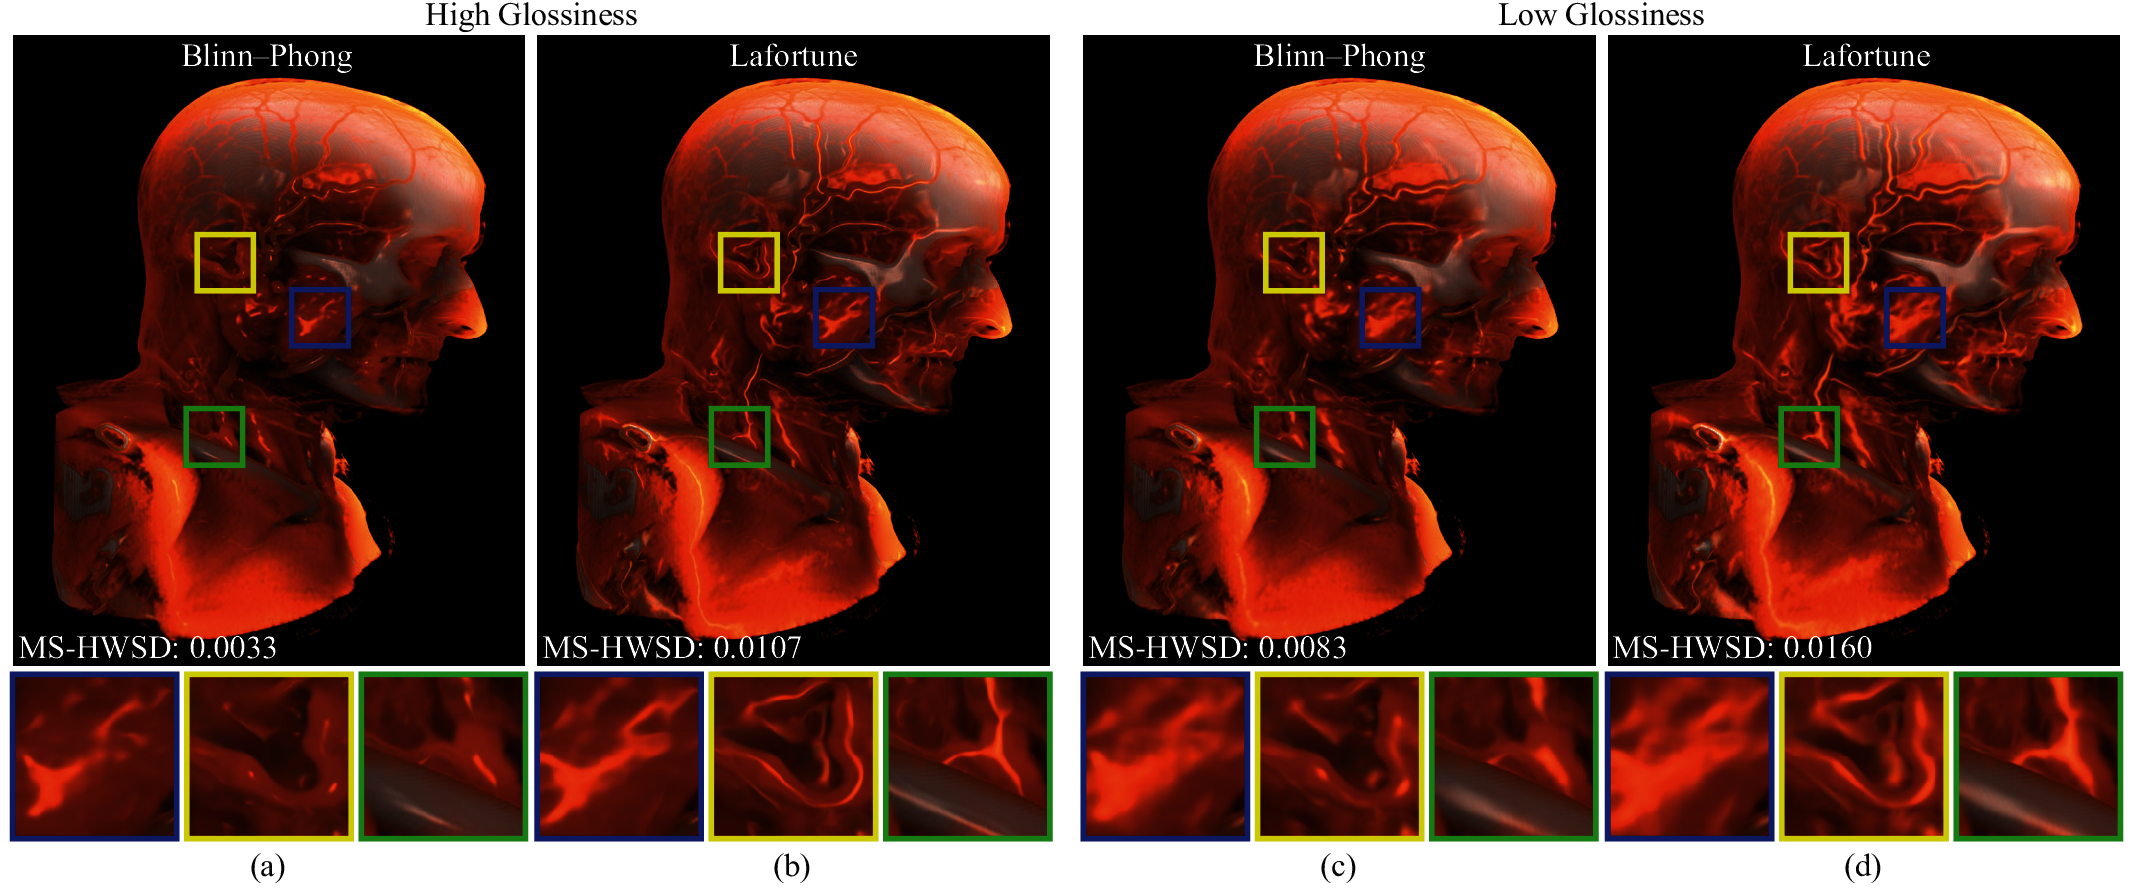 High Glossiness
Low Glossiness
Blinn–Phong
Lafortune
Blinn–Phong
Lafortune
MS-HWSD: 0.0033
MS-HWSD: 0.0107
MS-HWSD: 0.0083
MS-HWSD: 0.0160
(a)
(b)
(c)
(d)